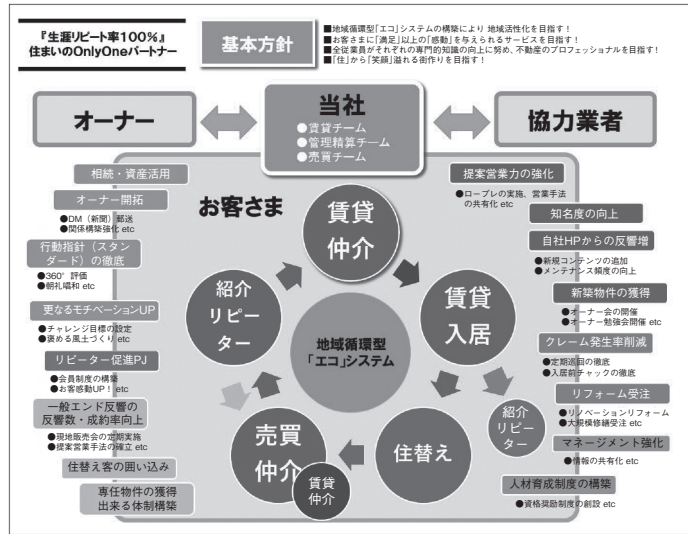 『生涯リピート率100%』
住まいのOnlyOneパートナー
基本方針
■地域循環型「エコ」システムの構築により 地域活性化を目指す！
■お客さまに「満足」以上の「感動」を与えられるサービスを目指す！
■全従業員がそれぞれの専門的知識の向上に努め、不動産のプロフェッショナルを目指す！
■「住」から「笑顔」溢れる街作りを目指す！
オーナー
当社
●賃貸チーム
●管理精算チーム
●売買チーム
協力業者
お客さま
相続・資産活用
オーナー開拓
●DM（新聞）郵送
●関係構築強化 etc
行動指針（スタン
ダード）の徹底
●360°評価
●朝礼唱和 etc
更なるモチベーションUP
●チャレンジ目標の設定
●褒める風土づくり etc
リピーター促進PJ
●会員制度の構築
●お客感動UP！ etc
一般エンド反響の
反響数・成約率向上
●現地販売会の定期実施
●提案営業手法の確立 etc
住替え客の囲い込み
専任物件の獲得
出来る体制構築
賃貸
仲介
賃貸
入居
紹介
リピー
ター
住替え
賃貸
仲介
売買
仲介
紹介
リピー
ター
地域循環型
「エコ」システム
提案営業力の強化
●ロープレの実施、営業手法
の共有化 etc
知名度の向上
自社HPからの反響増
●新規コンテンツの追加
●メンテナンス頻度の向上
新築物件の獲得
●オーナー会の開催
●オーナー勉強会開催 etc
クレーム発生率削減
●定期巡回の徹底
●入居前チェックの徹底
リフォーム受注
●リノベーションリフォーム
●大規模修繕受注 etc
マネージメント強化
●情報の共有化 etc
人材育成制度の構築
●資格奨励制度の創設 etc